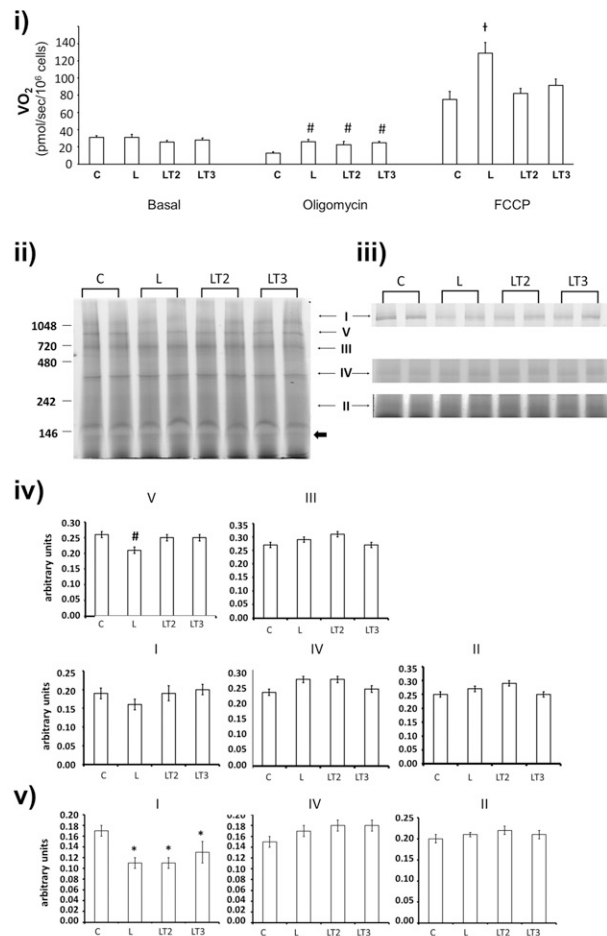 i)
VO2
(pmol/sec/10^6 cells)
160
140
120
100
80
60
40
20
0
# # #
ƚ
C L LT2 LT3 C L LT2 LT3 C L LT2 LT3
Basal Oligomycin FCCP
ii)
C L LT2 LT3
1048
720
480
242
146
I
V
III
IV
II
iii)
C L LT2 LT3
iv)
V
arbitrary units
0.30
0.25
0.20
0.15
0.10
0.05
0.00
#
C L LT2 LT3
III
0.35
0.30
0.25
0.20
0.15
0.10
0.05
0.00
C L LT2 LT3
I
arbitrary units
0.25
0.20
0.15
0.10
0.05
0.00
C L LT2 LT3
IV
0.30
0.25
0.20
0.15
0.10
0.05
0.00
C L LT2 LT3
II
0.35
0.30
0.25
0.20
0.15
0.10
0.05
0.00
C L LT2 LT3
v)
I
arbitrary units
0.20
0.18
0.16
0.14
0.12
0.10
0.08
0.06
0.04
0.02
0.00
* * *
C L LT2 LT3
IV
0.20
0.18
0.16
0.14
0.12
0.10
0.08
0.06
0.04
0.02
0.00
C L LT2 LT3
II
0.25
0.20
0.15
0.10
0.05
0.00
C L LT2 LT3